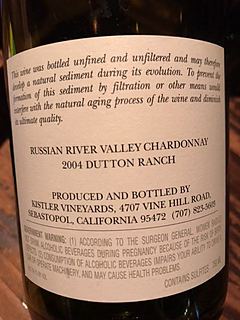 This wine was bottled unfined and unfiltered and may therefore
develop a natural sediment during its evolution. To prevent the
formation of this sediment by filtration or other means would
interfere with the natural aging process of the wine and diminish
its ultimate quality.
RUSSIAN RIVER VALLEY CHARDONNAY
2004 DUTTON RANCH
PRODUCED AND BOTTLED BY
KISTLER VINEYARDS, 4707 VINE HILL ROAD,
SEBASTOPOL, CALIFORNIA 95472 (707) 823-5603
GOVERNMENT WARNING: (1) ACCORDING TO THE SURGEON GENERAL, WOMEN SHOULD
NOT DRINK ALCOHOLIC BEVERAGES DURING PREGNANCY BECAUSE OF THE RISK OF BIRTH
DEFECTS. (2) CONSUMPTION OF ALCOHOLIC BEVERAGES IMPAIRS YOUR ABILITY TO DRIVE A
CAR OR OPERATE MACHINERY, AND MAY CAUSE HEALTH PROBLEMS.
CONTAINS SULFITES